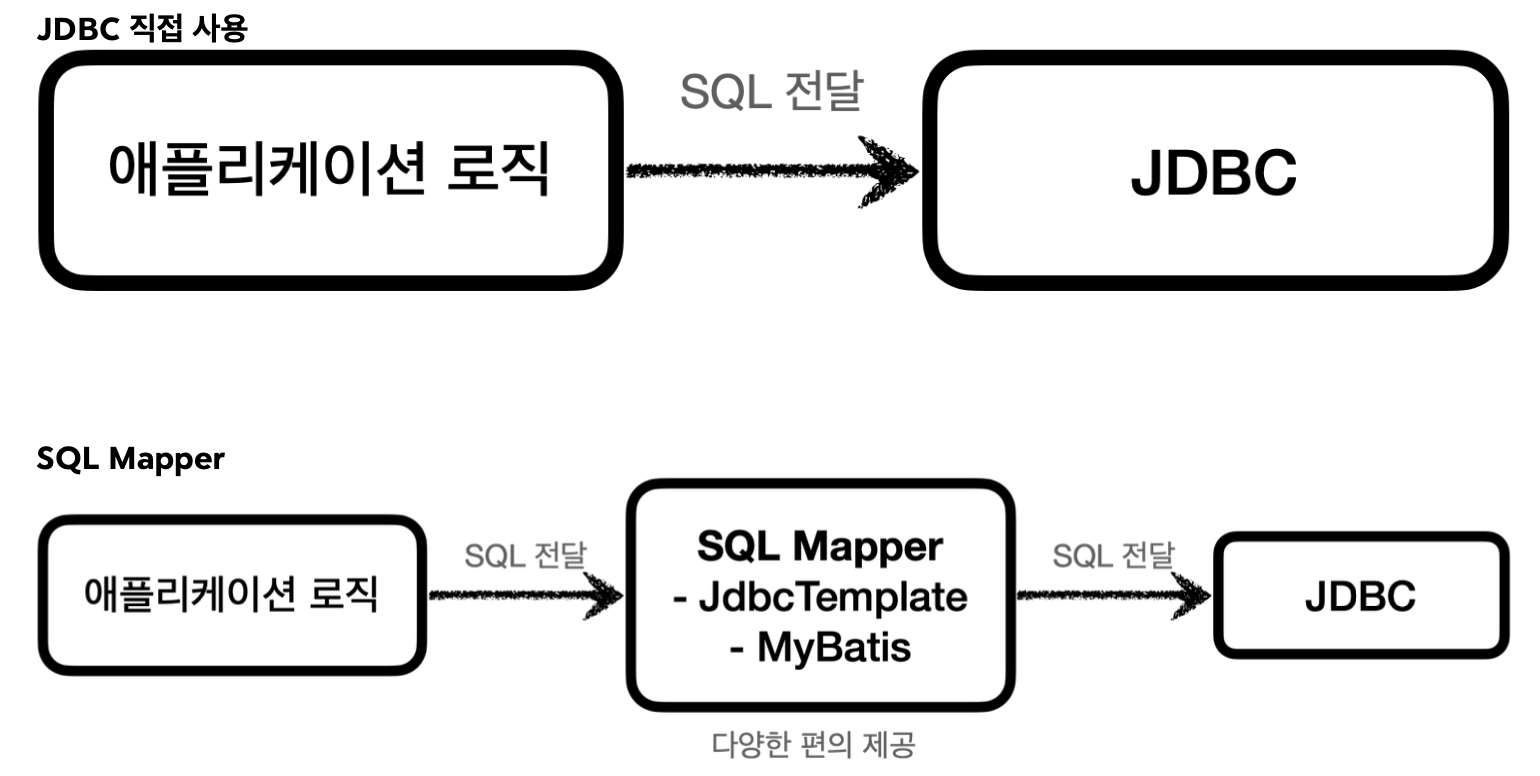 JDBC 직접 사용
애플리케이션 로직
SQL 전달
JDBC
SQL Mapper
애플리케이션 로직
SQL 전달
SQL Mapper
- JdbcTemplate
- MyBatis
SQL 전달
JDBC
다양한 편의 제공